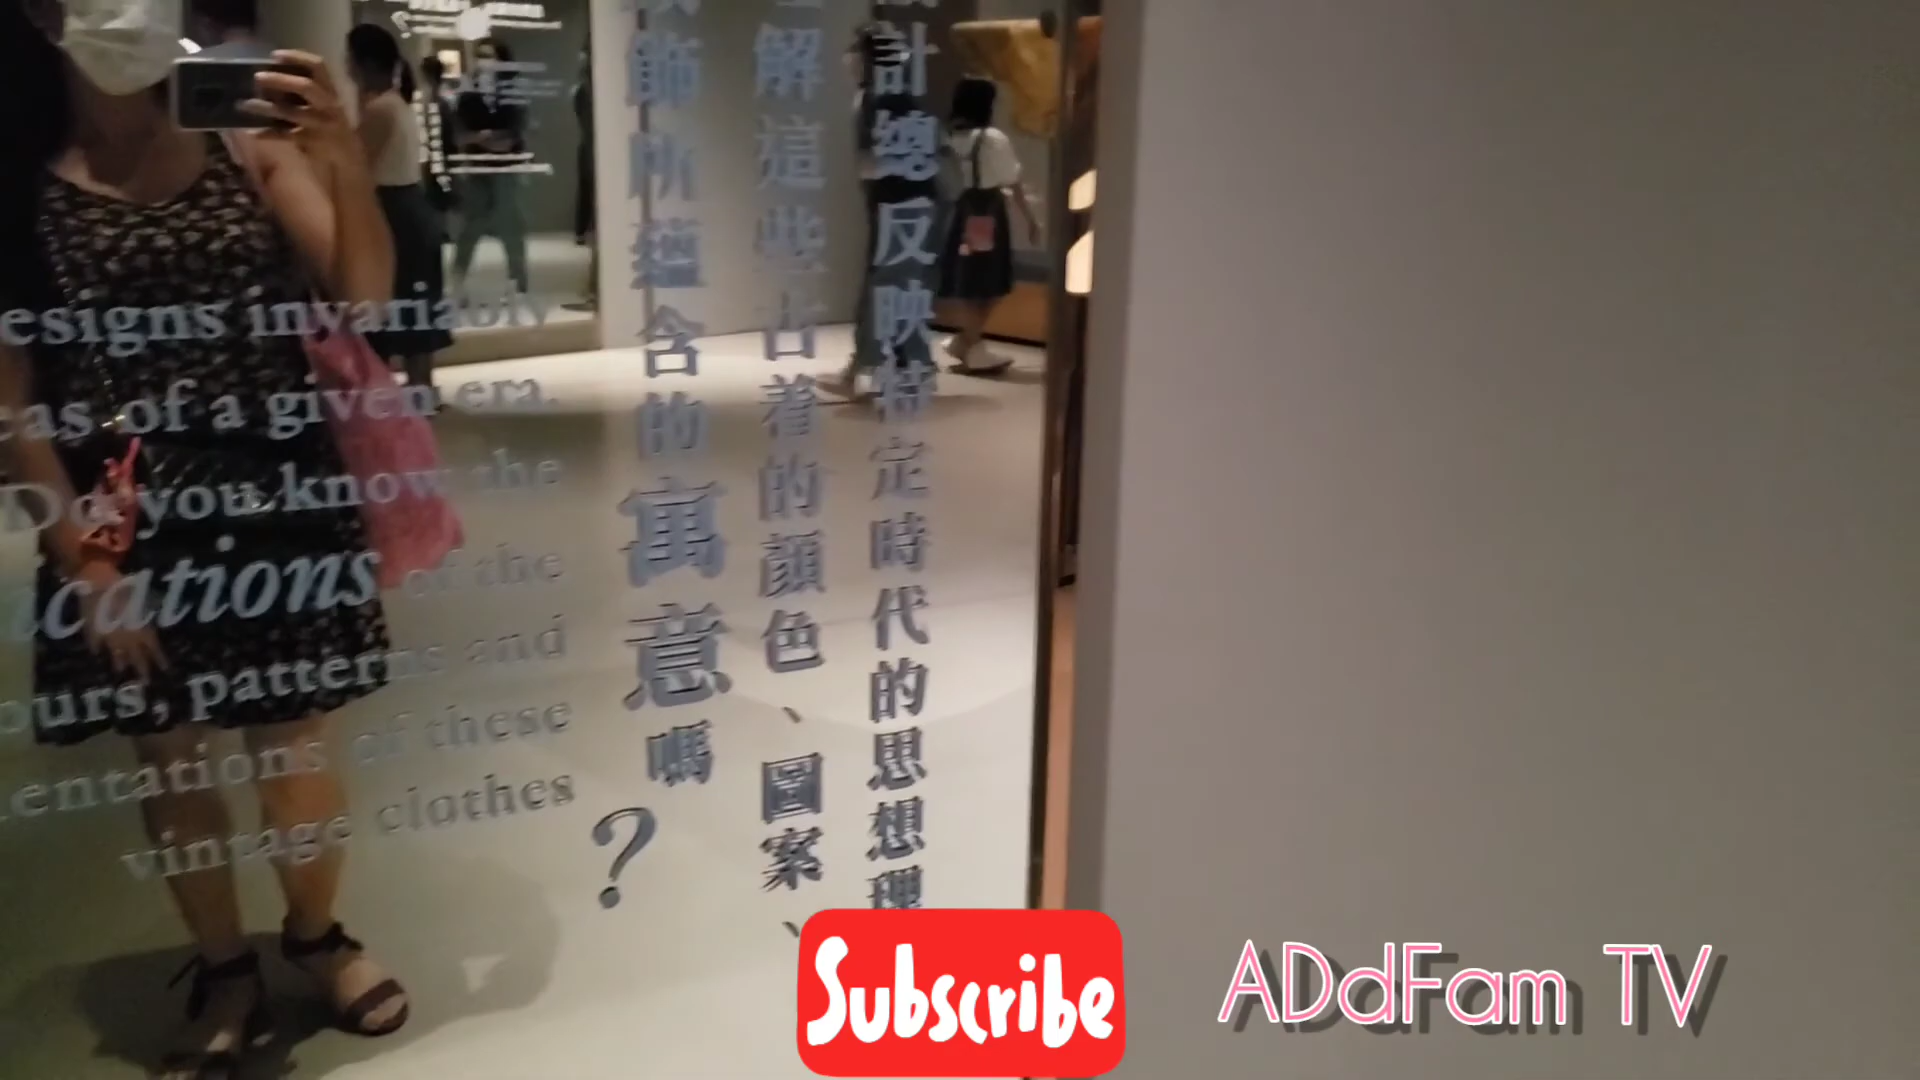 esigns invariably
eas of a given era.
Do you know the
ications of the
ours, patterns and
entations of these
vintage clothes
計總反映特定時代的思想理
解這些古着的顏色、圖案、
飾所蘊含的寓意嗎?
Subscribe
ADdFam TV